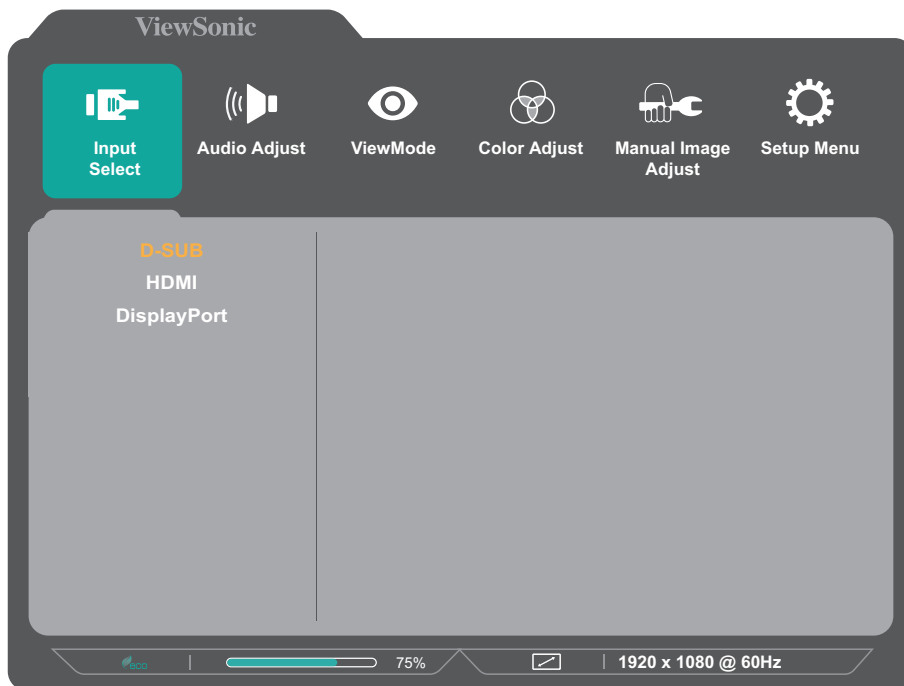 ViewSonic
Input Select
Audio Adjust
ViewMode
Color Adjust
Manual Image Adjust
Setup Menu
D-SUB
HDMI
DisplayPort
eco
75%
1920 x 1080 @ 60Hz